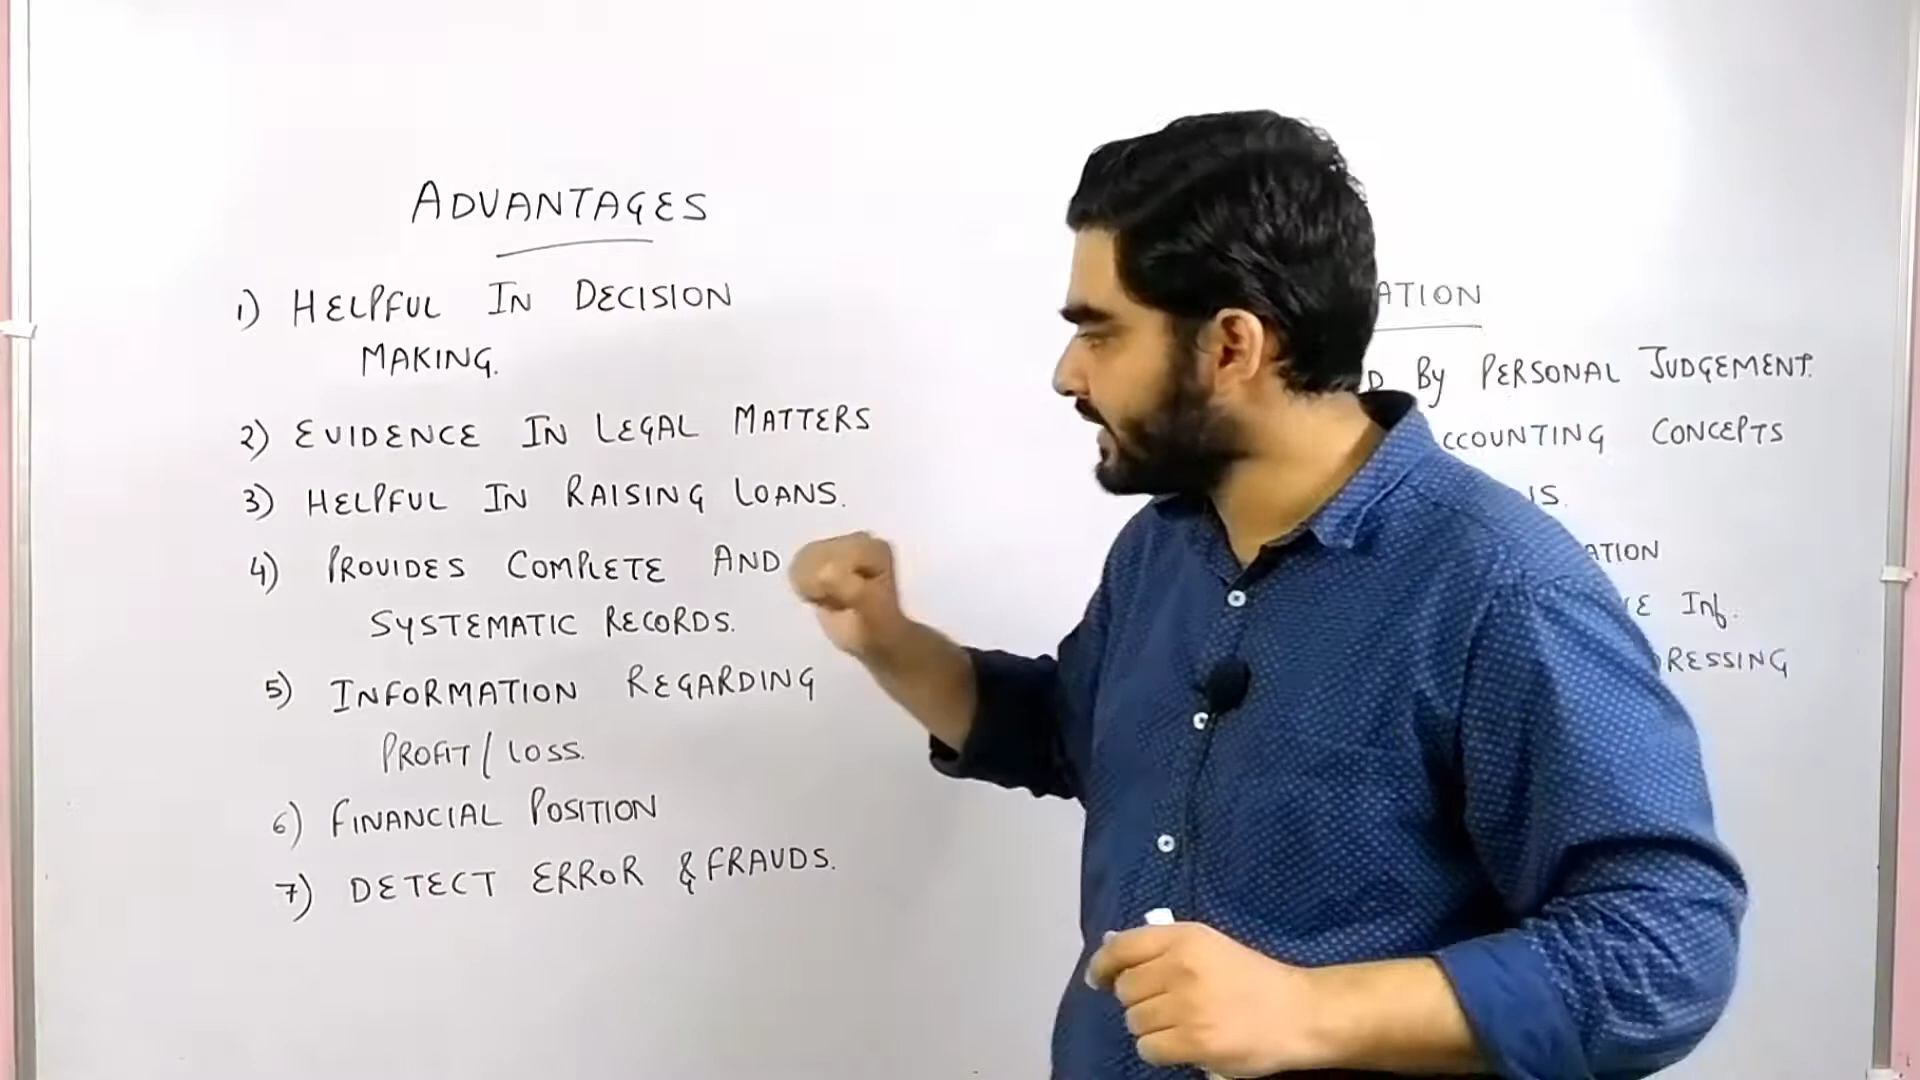 ADVANTAGES
1) HELPFUL IN DECISION
MAKING.
2) EVIDENCE IN LEGAL MATTERS
3) HELPFUL IN RAISING LOANS.
4) PROVIDES COMPLETE AND
SYSTEMATIC RECORDS.
5) INFORMATION REGARDING
PROFIT/LOSS.
6) FINANCIAL POSITION
7) DETECT ERROR & FRAUDS.
ATION
D By PERSONAL JUDGEMENT.
CCOUNTING CONCEPTS
IS.
ATION
E Inf.
RESSING